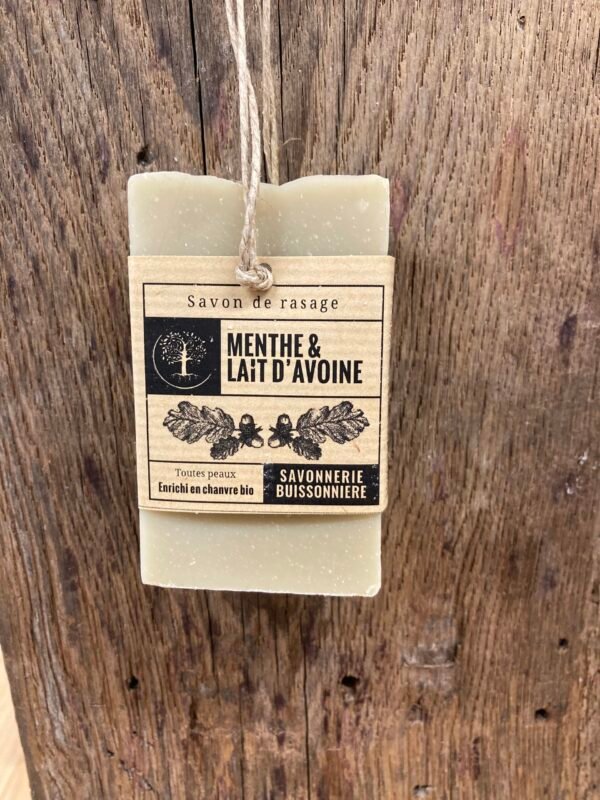 Savon de rasage
MENTHE &
LAIT D'AVOINE
Toutes peaux
Enrichi en chanvre bio
SAVONNERIE
BUISSONNIERE